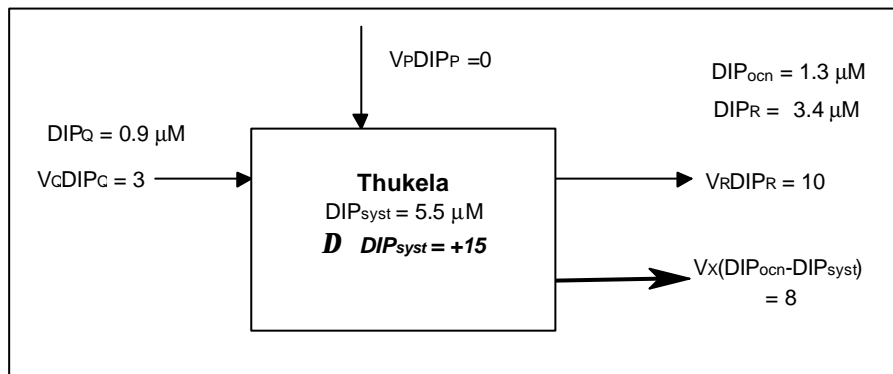 VPDIPP =0
DIPocn = 1.3 μM
DIPR = 3.4 μM
DIPQ = 0.9 μM
VQDIPQ = 3
Thukela
DIPsyst = 5.5 μM
D DIPsyst = +15
VRDIPR = 10
VX(DIPocn-DIPsyst)
= 8